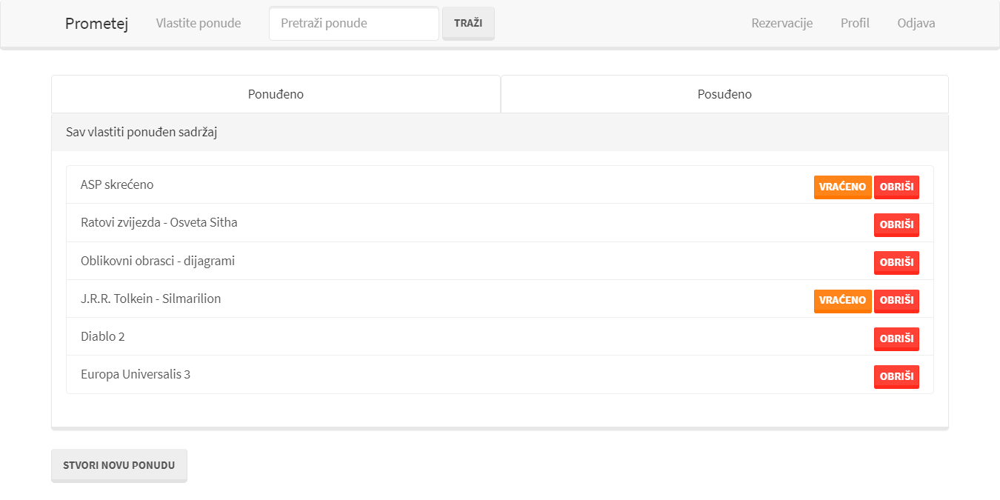 Prometej Vlastite ponude Pretraži ponude TRAŽI Rezervacije Profil Odjava
Ponuđeno Posuđeno
Sav vlastiti ponuđen sadržaj
ASP skrećeno VRAĆENO OBRIŠI
Ratovi zvijezda - Osveta Sitha OBRIŠI
Oblikovni obrasci - dijagrami OBRIŠI
J.R.R. Tolkein - Silmarilion VRAĆENO OBRIŠI
Diablo 2 OBRIŠI
Europa Universalis 3 OBRIŠI
STVORI NOVU PONUDU